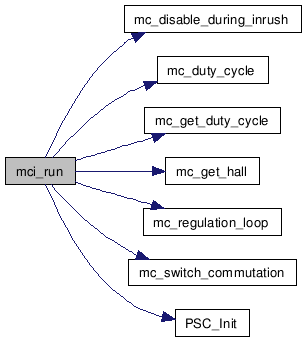 mc_disable_during_inrush
mc_duty_cycle
mc_get_duty_cycle
mci_run
mc_get_hall
mc_regulation_loop
mc_switch_commutation
PSC_Init